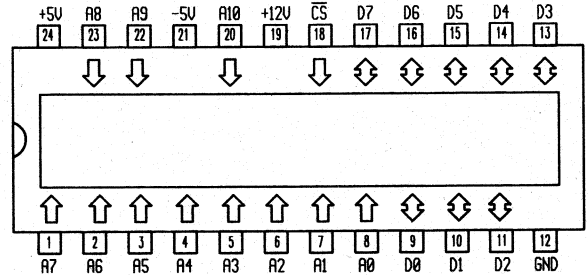 +5V A8 A9 -5V A10 +12V CS D7 D6 D5 D4 D3
24 23 22 21 20 19 18 17 16 15 14 13
1 2 3 4 5 6 7 8 9 10 11 12
A7 A6 A5 A4 A3 A2 A1 A0 D0 D1 D2 GND